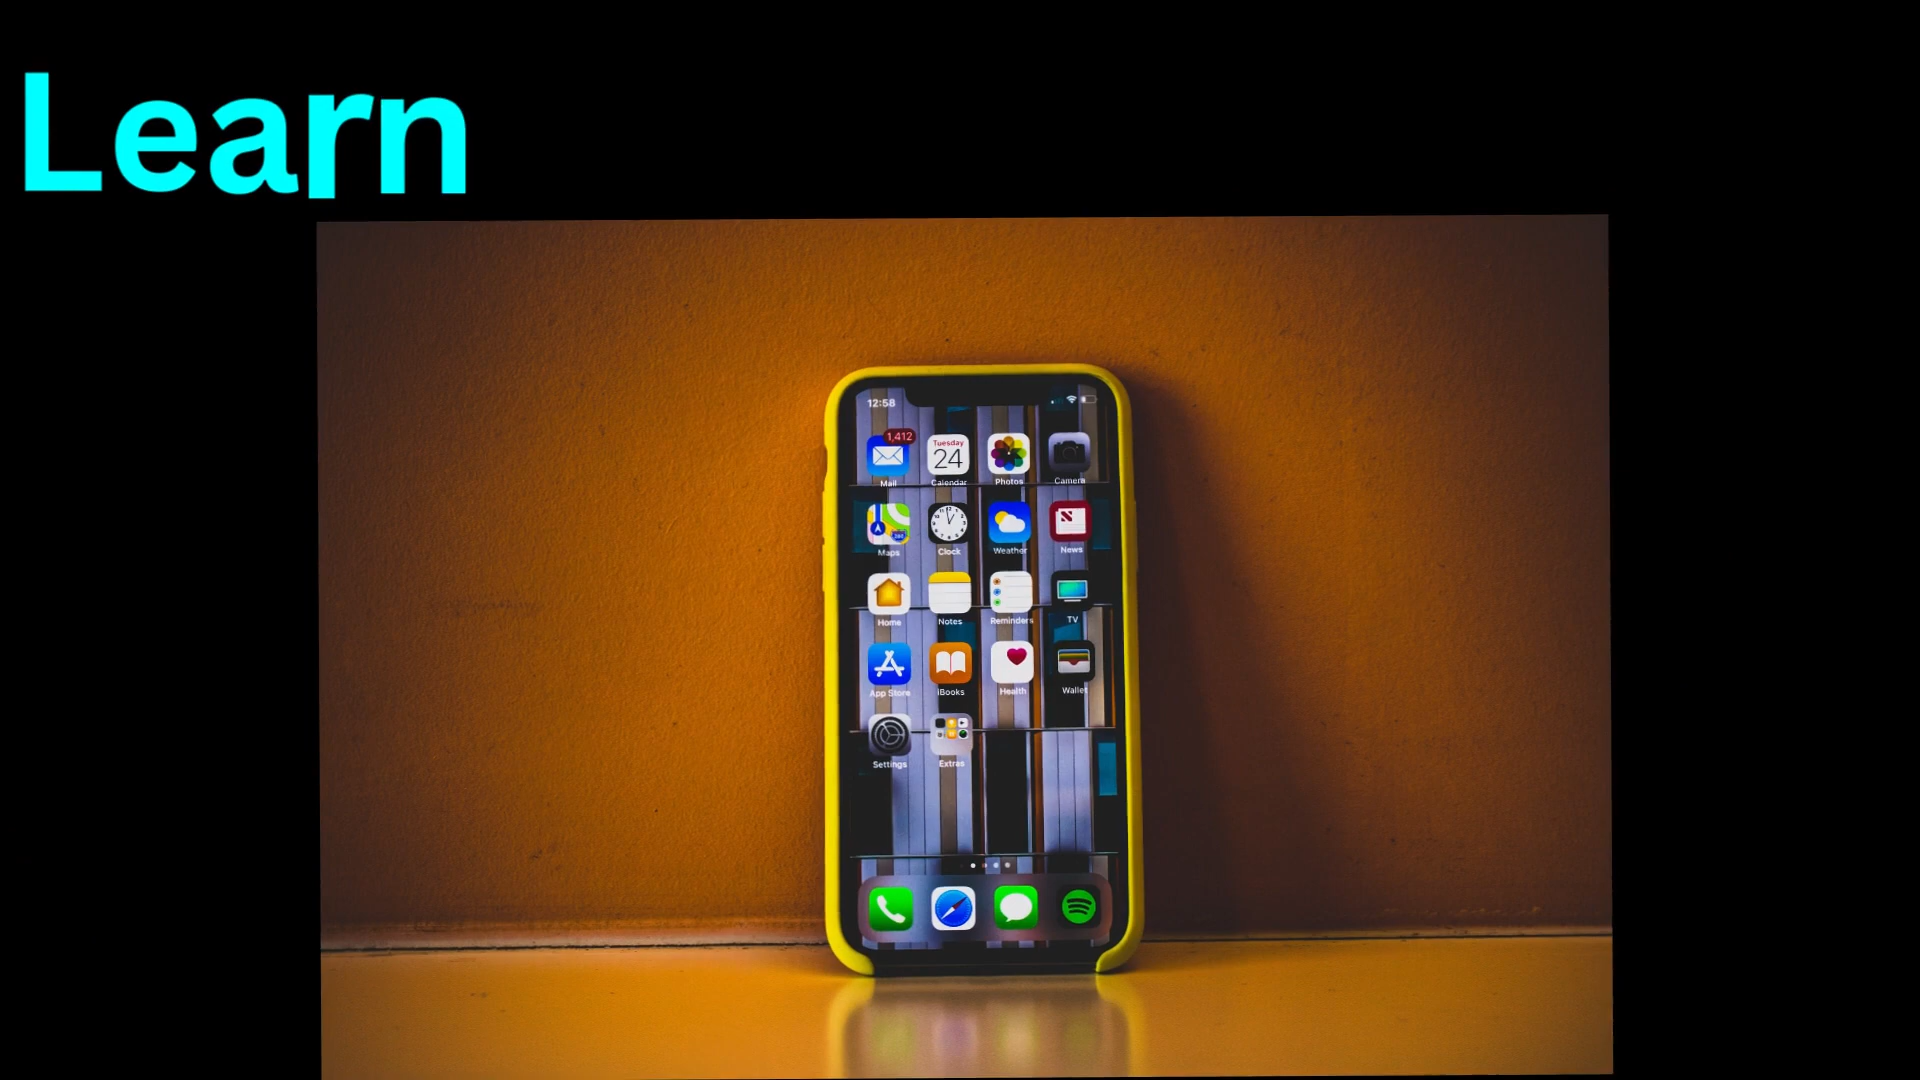 Learn
12:58
1,412
Tuesday
24
Mail Calendar Photos Camera
Maps Clock Weather News
Home Notes Reminders TV
App Store iBooks Health Wallet
Settings Extras